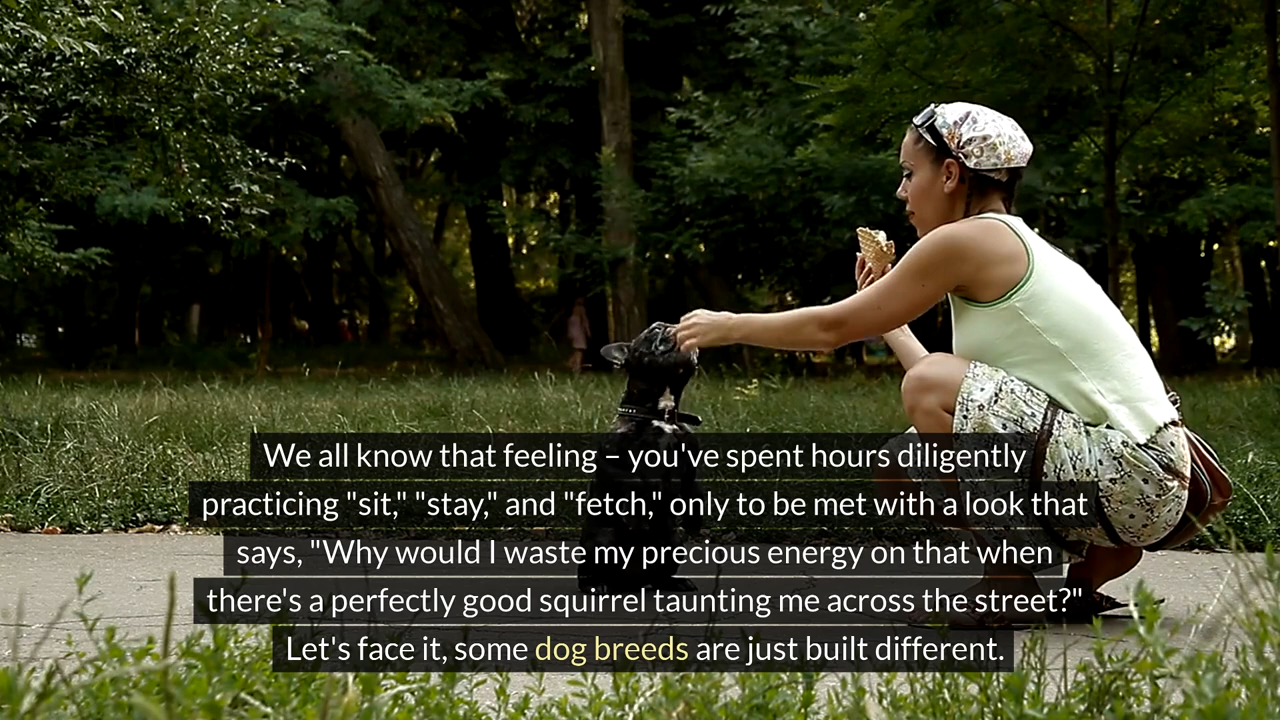 We all know that feeling – you've spent hours diligently
practicing "sit," "stay," and "fetch," only to be met with a look that
says, "Why would I waste my precious energy on that when
there's a perfectly good squirrel taunting me across the street?"
Let's face it, some dog breeds are just built different.